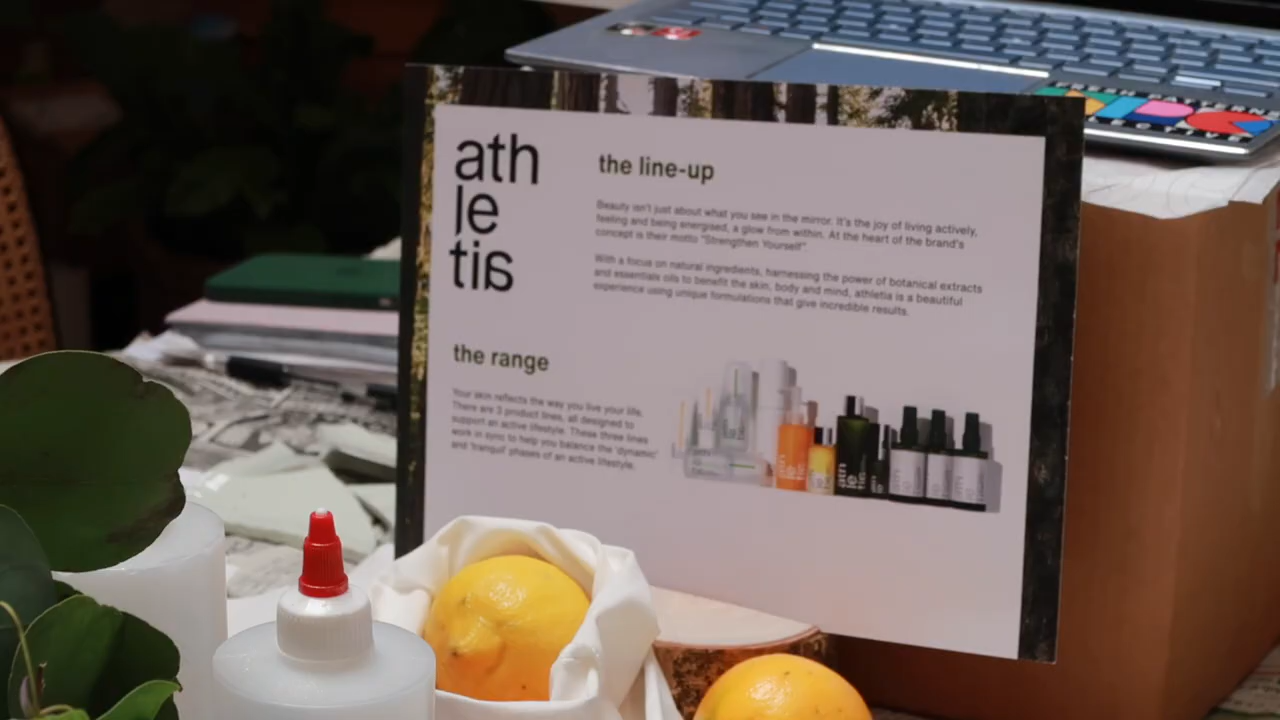 ath
le
tia
the line-up
Beauty isn't just about what you see in the mirror. It's the joy of living actively,
feeling and being energised, a glow from within. At the heart of the brand's
concept is their motto "Strengthen Yourself".
With a focus on natural ingredients, harnessing the power of botanical extracts
and essentials oils to benefit the skin, body and mind, athletia is a beautiful
experience using unique formulations that give incredible results.
the range
Your skin reflects the way you live your life.
There are 3 product lines, all designed to
support an active lifestyle. These three lines
work in sync to help you balance the 'dynamic'
and 'tranquil' phases of an active lifestyle.